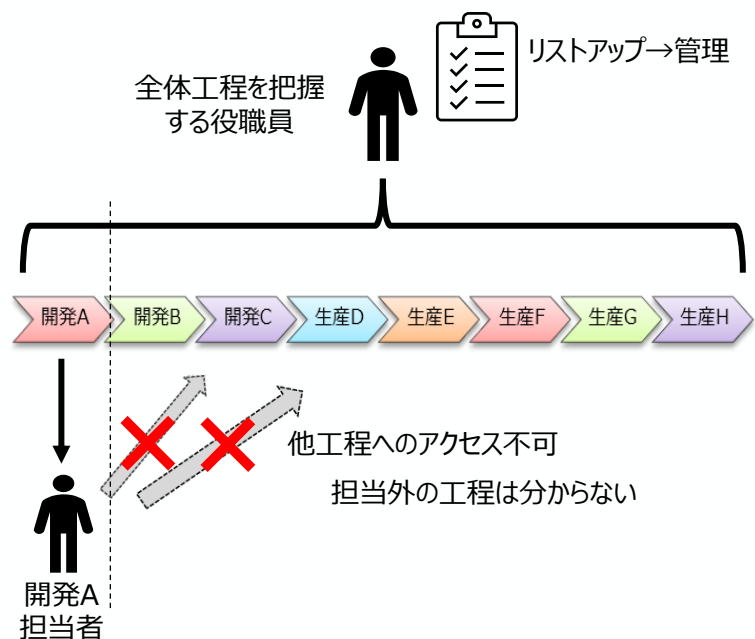 リストアップ→管理
全体工程を把握
する役職員
開発A
開発B
開発C
生産D
生産E
生産F
生産G
生産H
他工程へのアクセス不可
担当外の工程は分からない
開発A
担当者